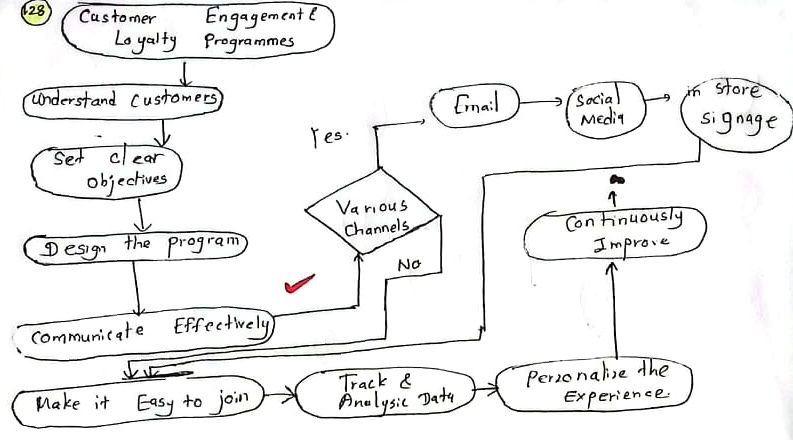 128
Customer Engagement &
Loyalty Programmes
Understand Customers
Set clear
Objectives
Design the program
Communicate Effectively
Various
Channels
Yes.
No
Email
Social
Media
in store
signage
Make it Easy to join
Track &
Analysic Data
Personalise the
Experience.
Continuously
Improve